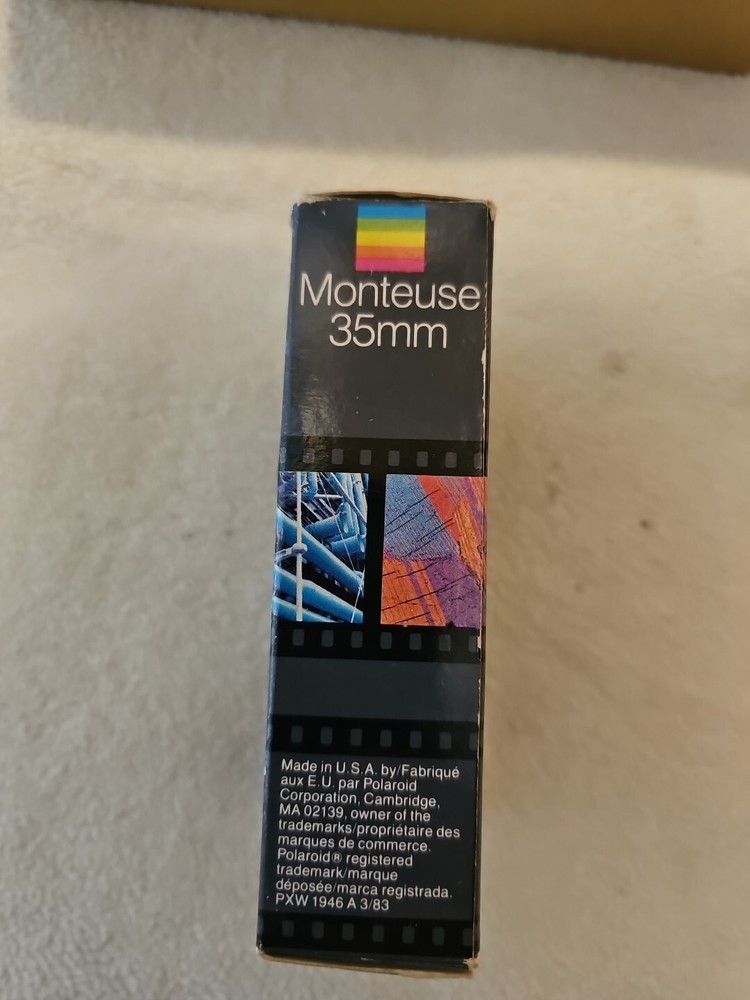 Monteuse
35mm
Made in U.S.A. by/Fabriqué
aux E.U. par Polaroid
Corporation, Cambridge,
MA 02139, owner of the
trademarks/propriétaire des
marques de commerce.
Polaroid® registered
trademark/marque
déposée/marca registrada.
PXW 1946 A 3/83